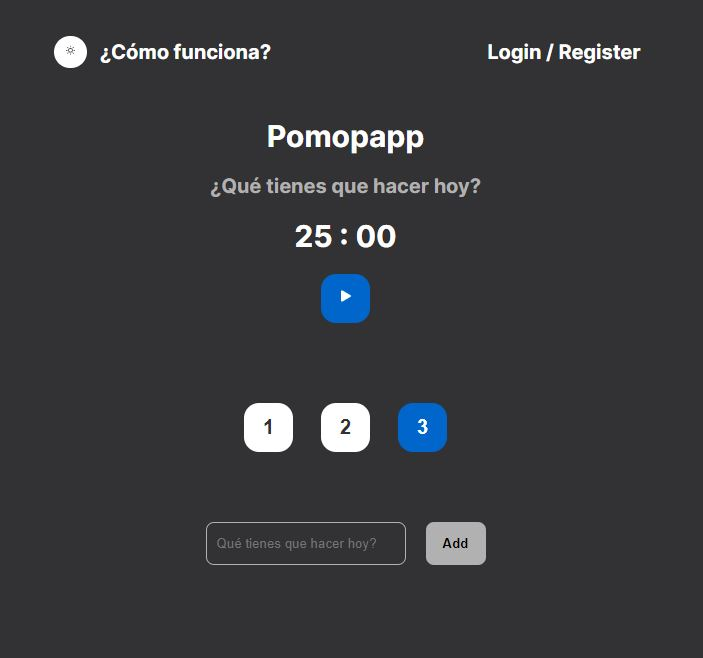 ¿Cómo funciona?
Login / Register
Pomopapp
¿Qué tienes que hacer hoy?
25 : 00
1 2 3
Qué tienes que hacer hoy?
Add